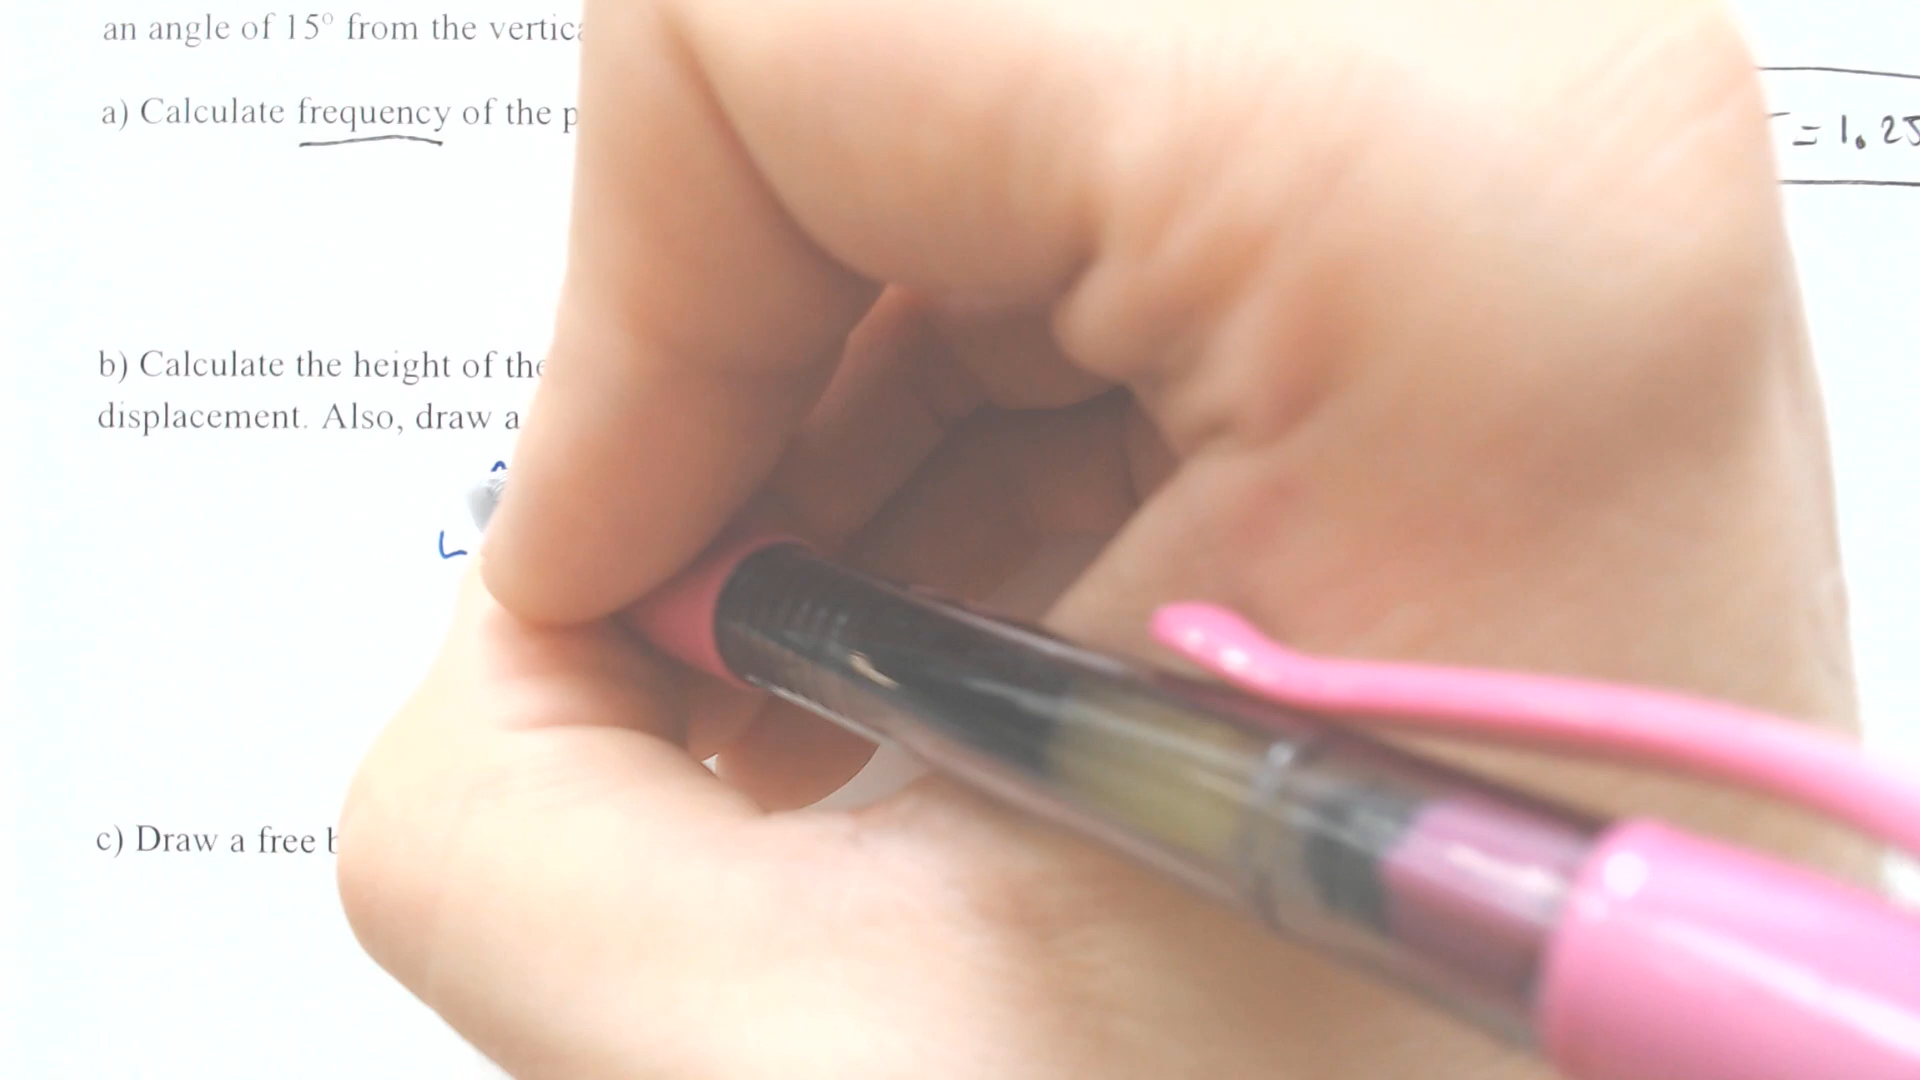 an angle of 15° from the
a) Calculate frequency of the
= 1.25
b) Calculate the height of the
displacement. Also, draw a
L
c) Draw a free